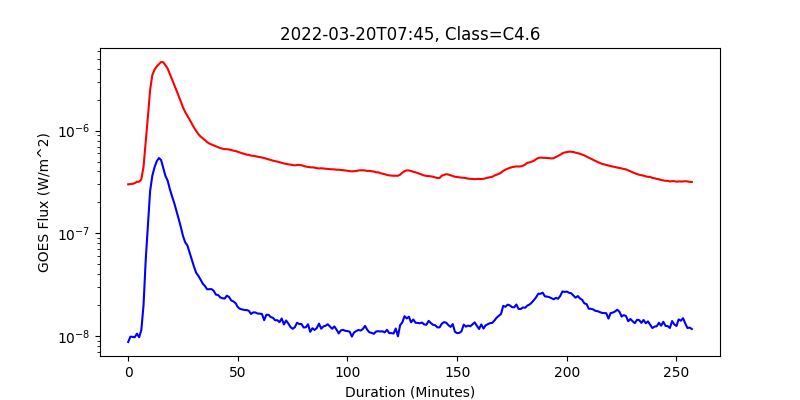 2022-03-20T07:45, Class=C4.6
GOES Flux (W/m^2)
10⁻⁶
10⁻⁷
10⁻⁸
0 50 100 150 200 250
Duration (Minutes)